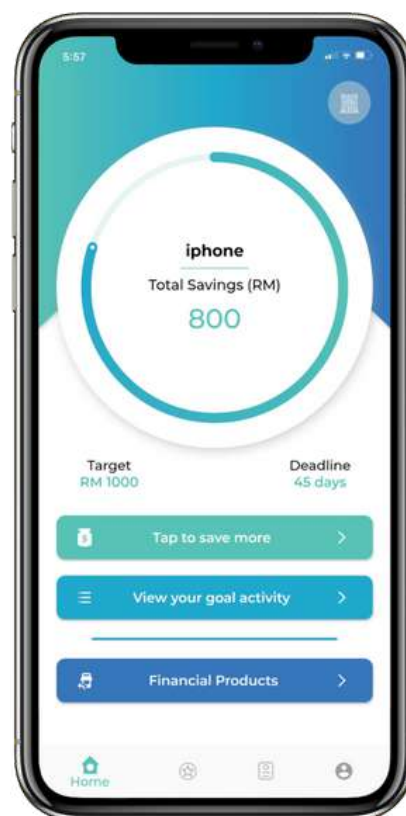 5:57
iphone
Total Savings (RM)
800
Target
Deadline
RM 1000
45 days
Tap to save more
View your goal activity
Financial Products
Home